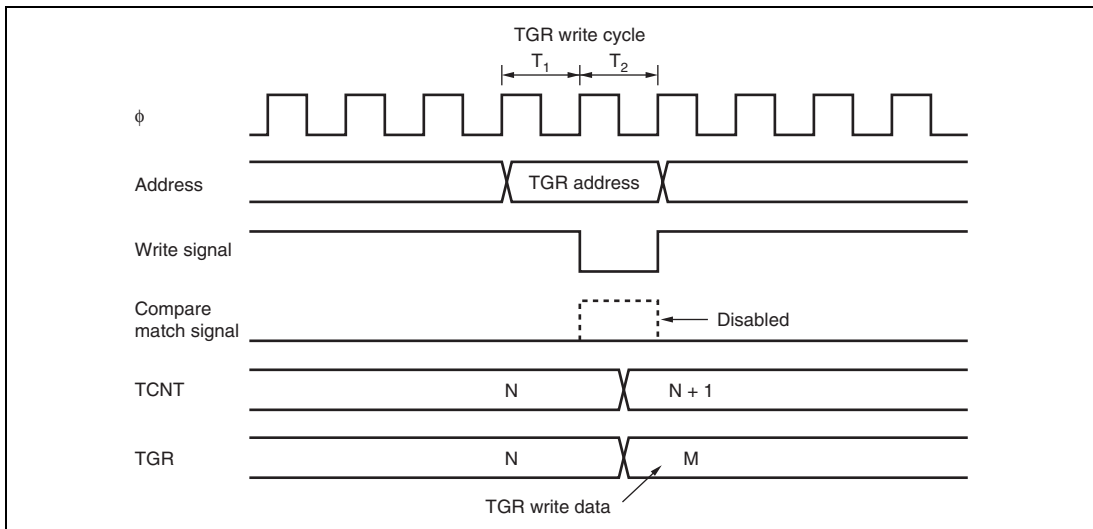 TGR write cycle
T₁ T₂
ϕ
Address TGR address
Write signal
Compare
match signal Disabled
TCNT N N + 1
TGR N M
TGR write data